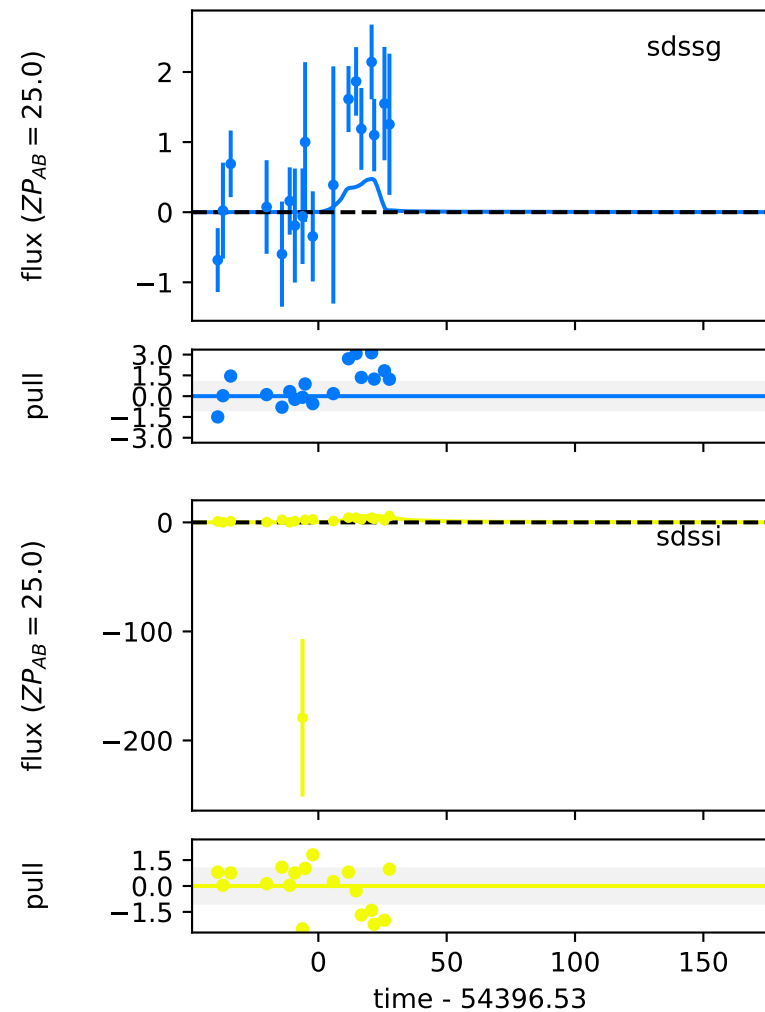 sdssg
flux (ZP_AB = 25.0)
2
1
0
−1
pull
3.0
1.5
0.0
−1.5
−3.0
sdssi
flux (ZP_AB = 25.0)
0
−100
−200
pull
1.5
0.0
−1.5
0 50 100 150
time - 54396.53